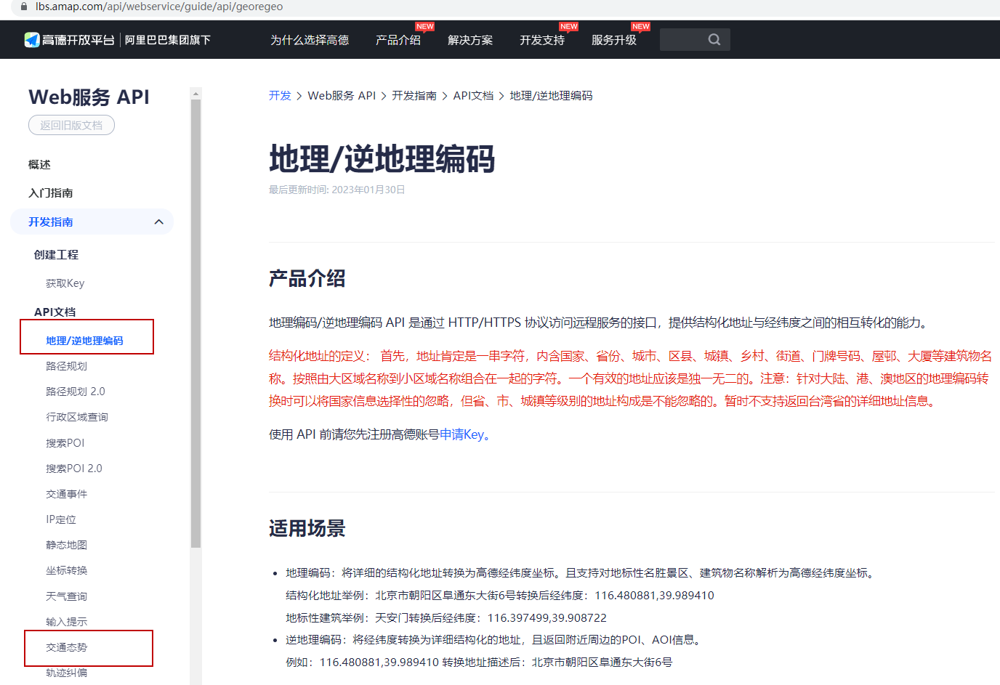 lbs.amap.com/api/webservice/guide/api/georegeo
高德开放平台 | 阿里巴巴集团旗下
为什么选择高德
产品介绍
NEW
解决方案
开发支持
NEW
服务升级
NEW
Web服务 API
返回旧版文档
概述
入门指南
开发指南
创建工程
获取Key
API文档
地理/逆地理编码
路径规划
路径规划 2.0
行政区域查询
搜索POI
搜索POI 2.0
交通事件
IP定位
静态地图
坐标转换
天气查询
输入提示
交通态势
轨迹纠偏
开发 > Web服务 API > 开发指南 > API文档 > 地理/逆地理编码
地理/逆地理编码
最后更新时间: 2023年01月30日
产品介绍
地理编码/逆地理编码 API 是通过 HTTP/HTTPS 协议访问远程服务的接口，提供结构化地址与经纬度之间的相互转化的能力。
结构化地址的定义： 首先，地址肯定是一串字符，内含国家、省份、城市、区县、城镇、乡村、街道、门牌号码、屋邨、大厦等建筑物名
称。按照由大区域名称到小区域名称组合在一起的字符。一个有效的地址应该是独一无二的。注意：针对大陆、港、澳地区的地理编码转
换时可以将国家信息选择性的忽略，但省、市、城镇等级别的地址构成是不能忽略的。暂时不支持返回台湾省的详细地址信息。
使用 API 前请您先注册高德账号申请Key。
适用场景
• 地理编码：将详细的结构化地址转换为高德经纬度坐标。且支持对地标性名胜景区、建筑物名称解析为高德经纬度坐标。
结构化地址举例：北京市朝阳区阜通东大街6号转换后经纬度：116.480881,39.989410
地标性建筑举例：天安门转换后经纬度：116.397499,39.908722
• 逆地理编码：将经纬度转换为详细结构化的地址，且返回附近周边的POI、AOI信息。
例如：116.480881,39.989410 转换地址描述后：北京市朝阳区阜通东大街6号